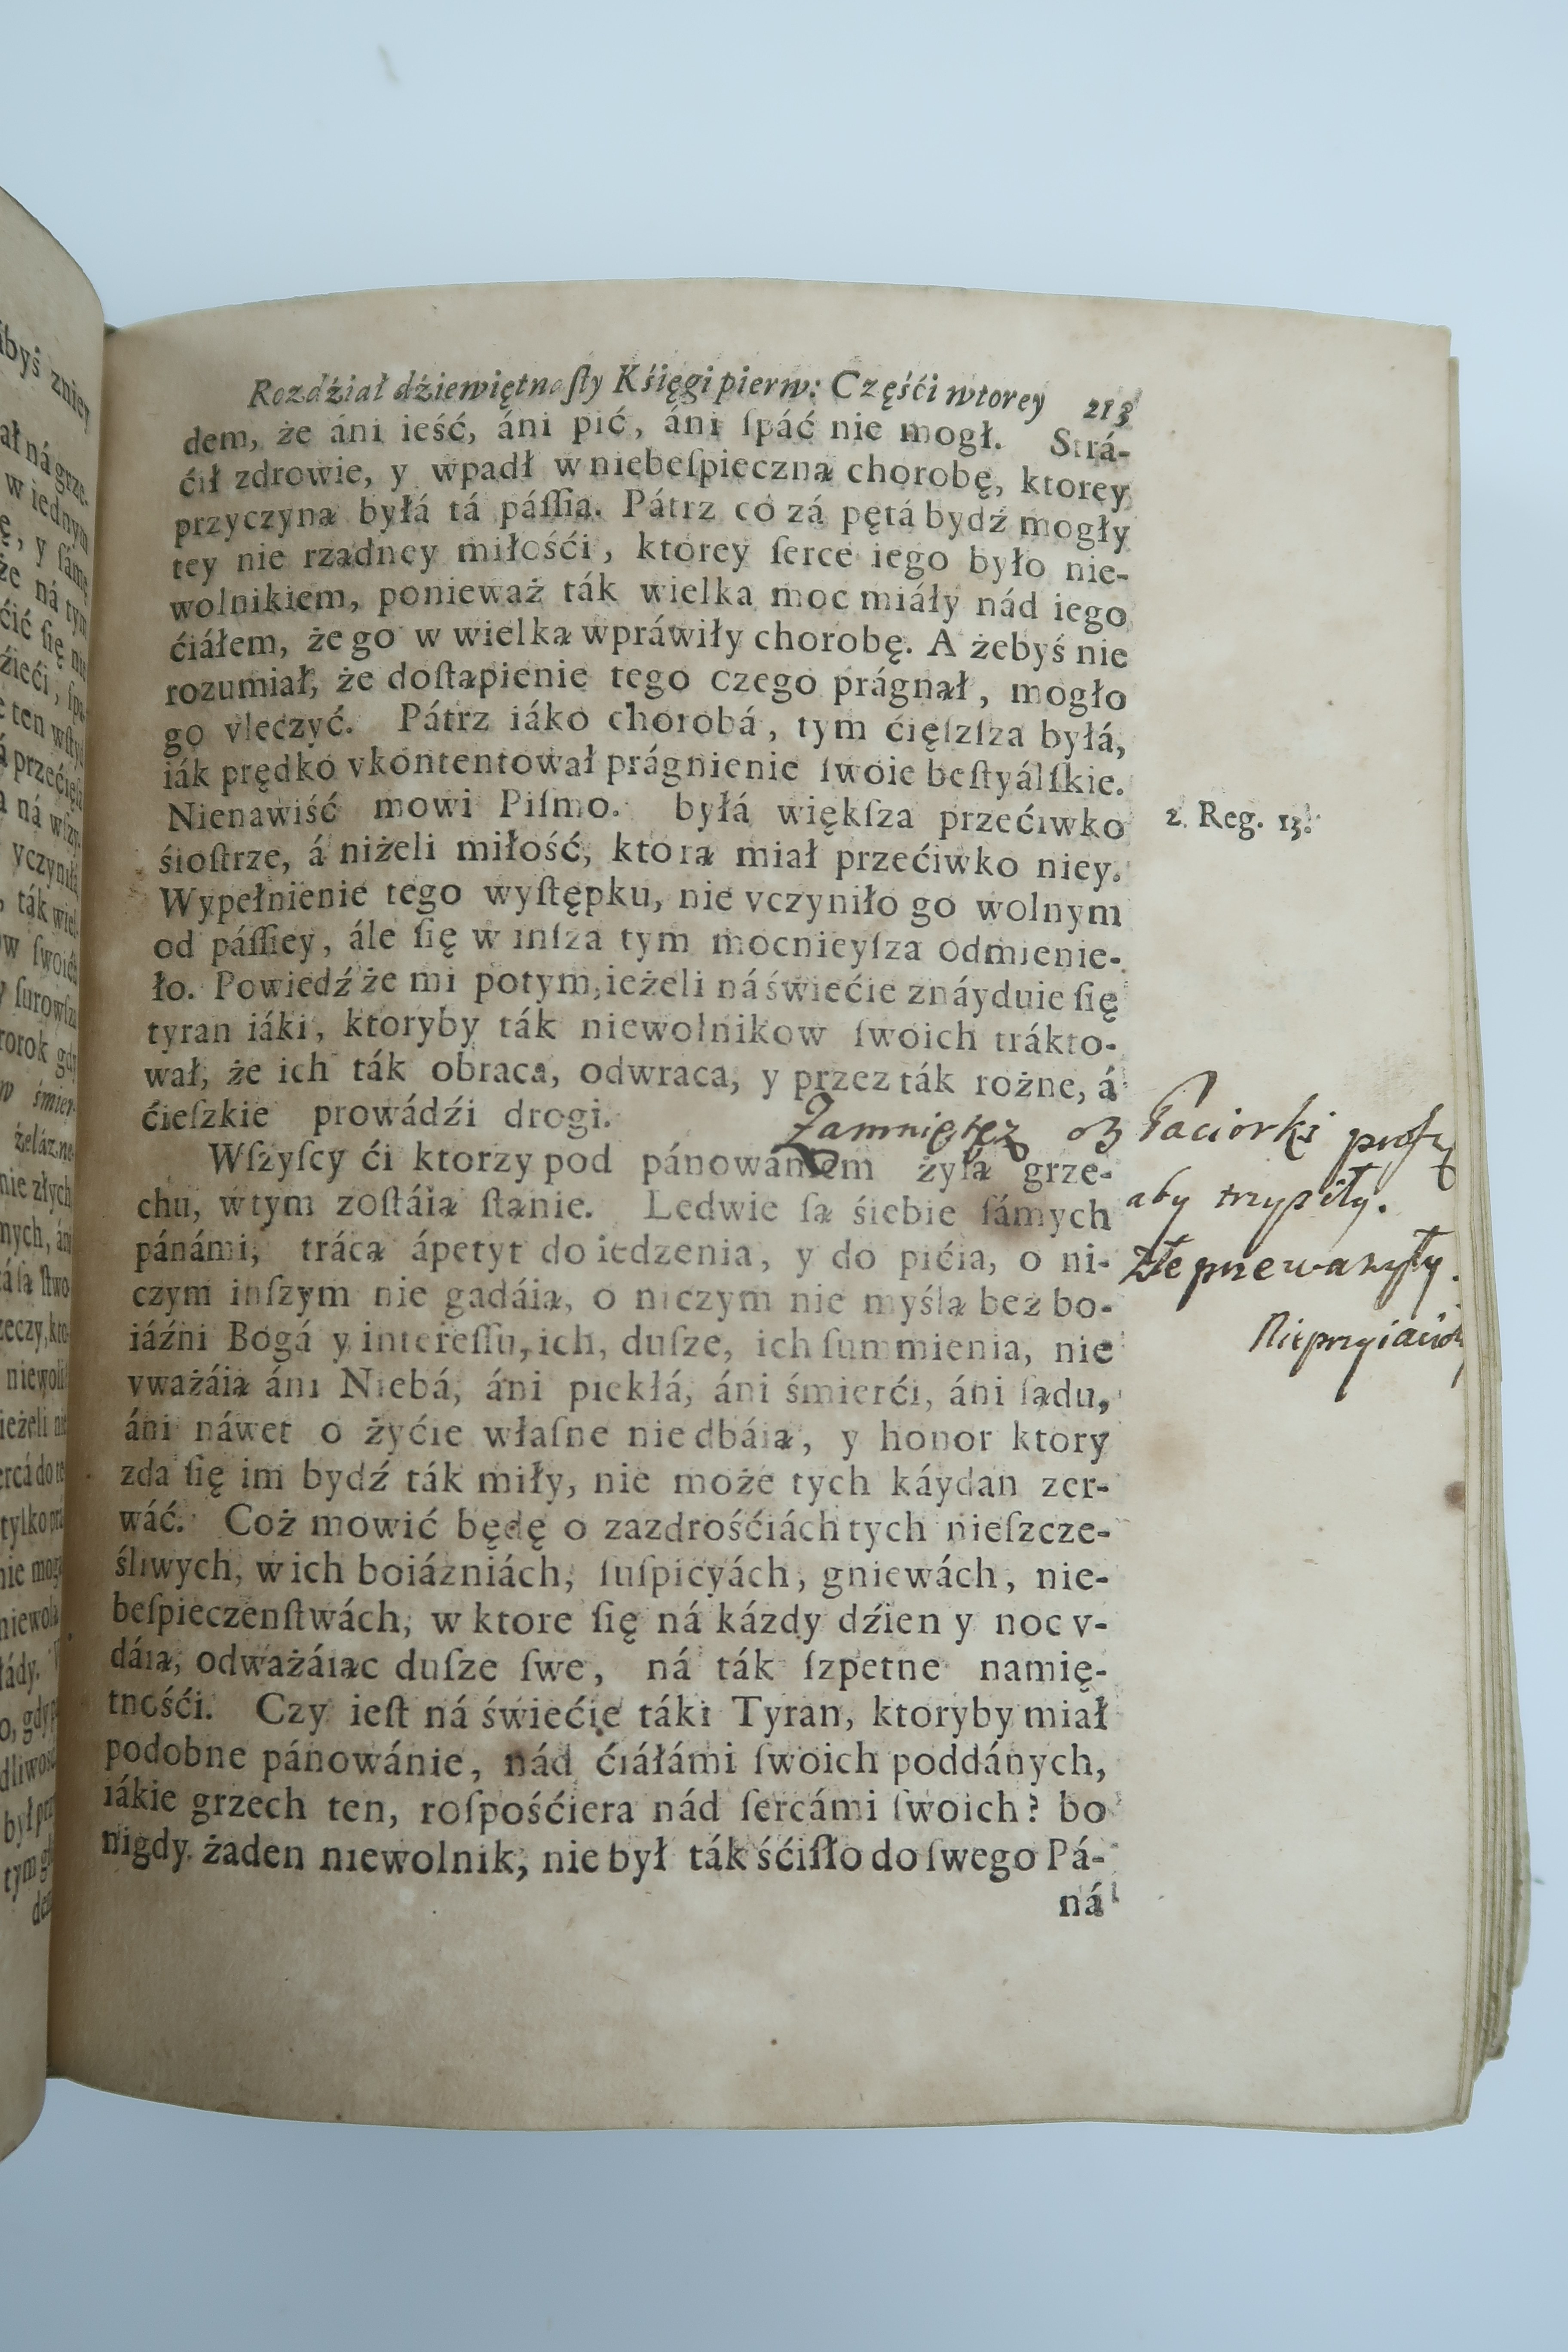 Rozdźiał dźiewiętnasty Kśięgi pierw: Częśći wtorey 213
dem, że áni ieść, áni pić, áni ſpáć nie mogł. Strá-
ćił zdrowie, y wpadł w niebeſpieczną chorobę, ktorey
przyczyną byłá tá páſſia. Pátrz co zá pętá bydź mogły
tey nie rządney miłośći, ktorey ſerce iego było nie-
wolnikiem, ponieważ ták wielką moc miáły nád iego
ćiáłem, że go w wielką wpráwiły chorobę. A żebyś nie
rozumiał, że doſtąpienie tego czego prágnął, mogło
go vleczyć. Pátrz iáko chorobá, tym ćięſzſza byłá,
iák prędko vkontentował prágnienie ſwoie beſtyálſkie.
Nienawiść mowi Piſmo. byłá więkſza przećiwko
śioſtrze, á niżeli miłość, ktorą miał przećiwko niey.
2. Reg. 13.
Wypełnienie tego wyſtępku, nie vczyniło go wolnym
od páſſiey, ále ſię w inſzą tym mocnieyſzą odmienie-
ło. Powiedź że mi potym, ieżeli ná świećie znáyduie ſię
tyran iáki, ktoryby ták niewolnikow ſwoich trákto-
wał, że ich ták obraca, odwraca, y przez ták rożne, á
ćieſzkie prowádźi drogi.
Paciorki
aby
Wſzyſcy ći ktorzy pod pánowániem żyią grze-
chu, w tym zoſtáią ſtanie. Ledwie ſą śiebie ſámych
pánámi, trácą ápetyt do iedzenia, y do pićia, o ni-
czym inſzym nie gadáią, o niczym nie myślą bez bo-
iáźni Bogá y intereſſu, ich, duſze, ich ſummienia, nie
vważáią áni Niebá, áni piekłá, áni śmierći, áni ſądu,
áni náwet o żyćie właſne nie dbáią, y honor ktory
zda ſię im bydź ták miły, nie może tych káydan zer-
wáć. Coż mowić będę o zazdrośćiách tych nieſzcze-
śliwych, w ich boiáźniách, ſuſpicyách, gniewách, nie-
beſpieczenſtwách, w ktore ſię ná kázdy dźien y noc v-
dáią, odważáiąc duſze ſwe, ná ták ſzpetne namię-
tnośći. Czy ieſt ná świećie táki Tyran, ktoryby miał
podobne pánowánie, nád ćiáłámi ſwoich poddánych,
iákie grzech ten, roſpośćiera nád ſercámi ſwoich? bo
nigdy żaden niewolnik, nie był ták śćiſło do ſwego Pá-
ná